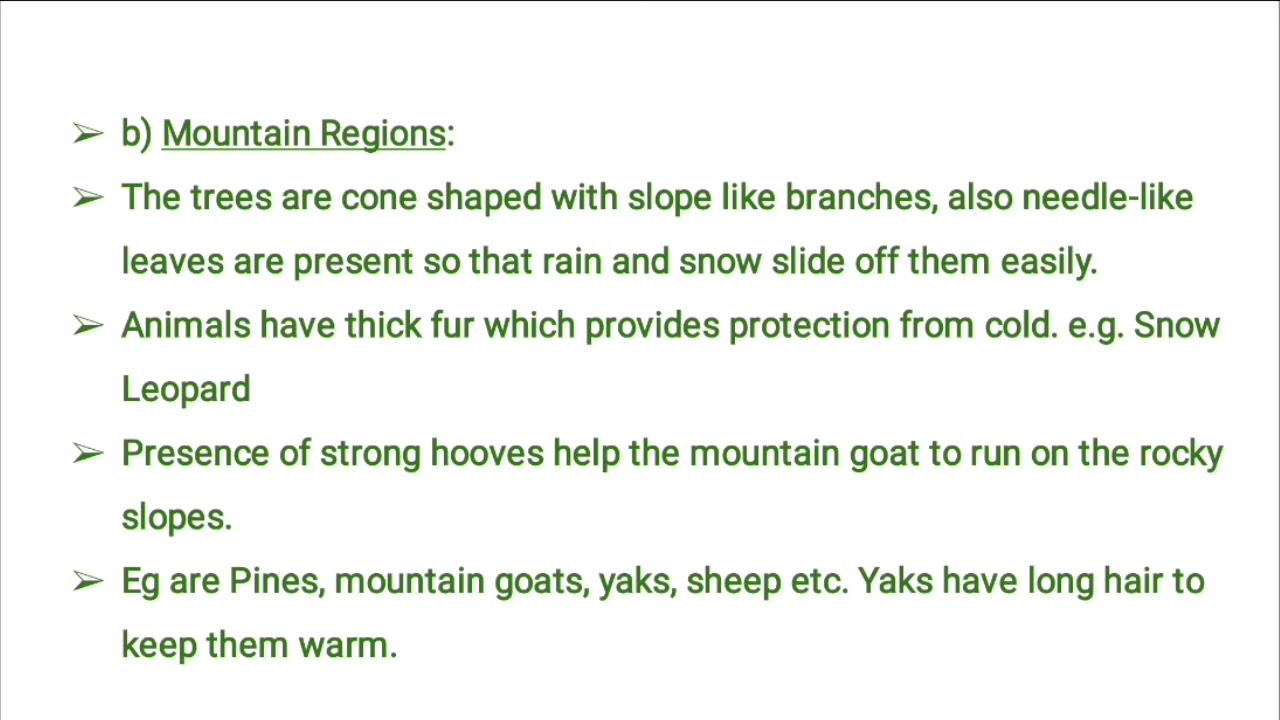 ➢ b) Mountain Regions:
➢ The trees are cone shaped with slope like branches, also needle-like
leaves are present so that rain and snow slide off them easily.
➢ Animals have thick fur which provides protection from cold. e.g. Snow
Leopard
➢ Presence of strong hooves help the mountain goat to run on the rocky
slopes.
➢ Eg are Pines, mountain goats, yaks, sheep etc. Yaks have long hair to
keep them warm.